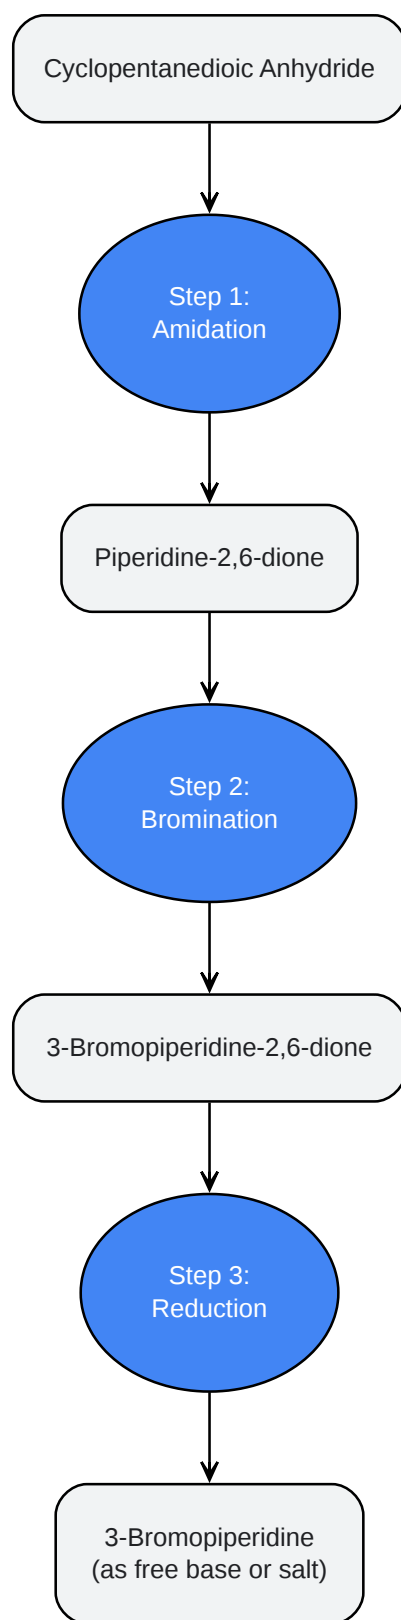 Cyclopentanedioic Anhydride
Step 1:
Amidation
Piperidine-2,6-dione
Step 2:
Bromination
3-Bromopiperidine-2,6-dione
Step 3:
Reduction
3-Bromopiperidine
(as free base or salt)